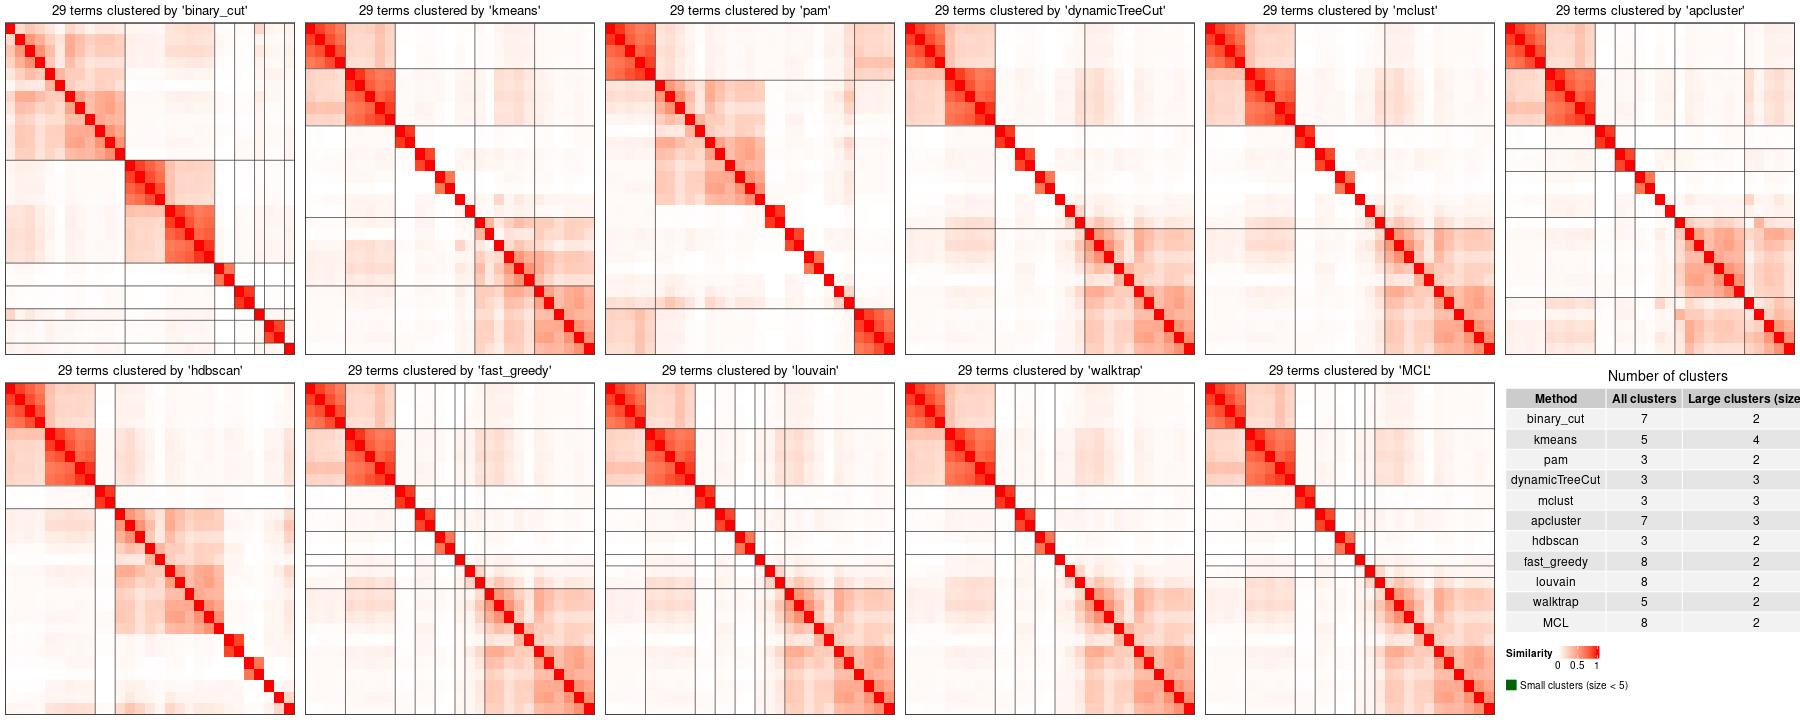 29 terms clustered by 'binary_cut'
29 terms clustered by 'kmeans'
29 terms clustered by 'pam'
29 terms clustered by 'dynamicTreeCut'
29 terms clustered by 'mclust'
29 terms clustered by 'apcluster'
29 terms clustered by 'hdbscan'
29 terms clustered by 'fast_greedy'
29 terms clustered by 'louvain'
29 terms clustered by 'walktrap'
29 terms clustered by 'MCL'
Number of clusters
Method All clusters Large clusters (size
binary_cut 7 2
kmeans 5 4
pam 3 2
dynamicTreeCut 3 3
mclust 3 3
apcluster 7 3
hdbscan 3 2
fast_greedy 8 2
louvain 8 2
walktrap 5 2
MCL 8 2
Similarity
0 0.5 1
Small clusters (size < 5)